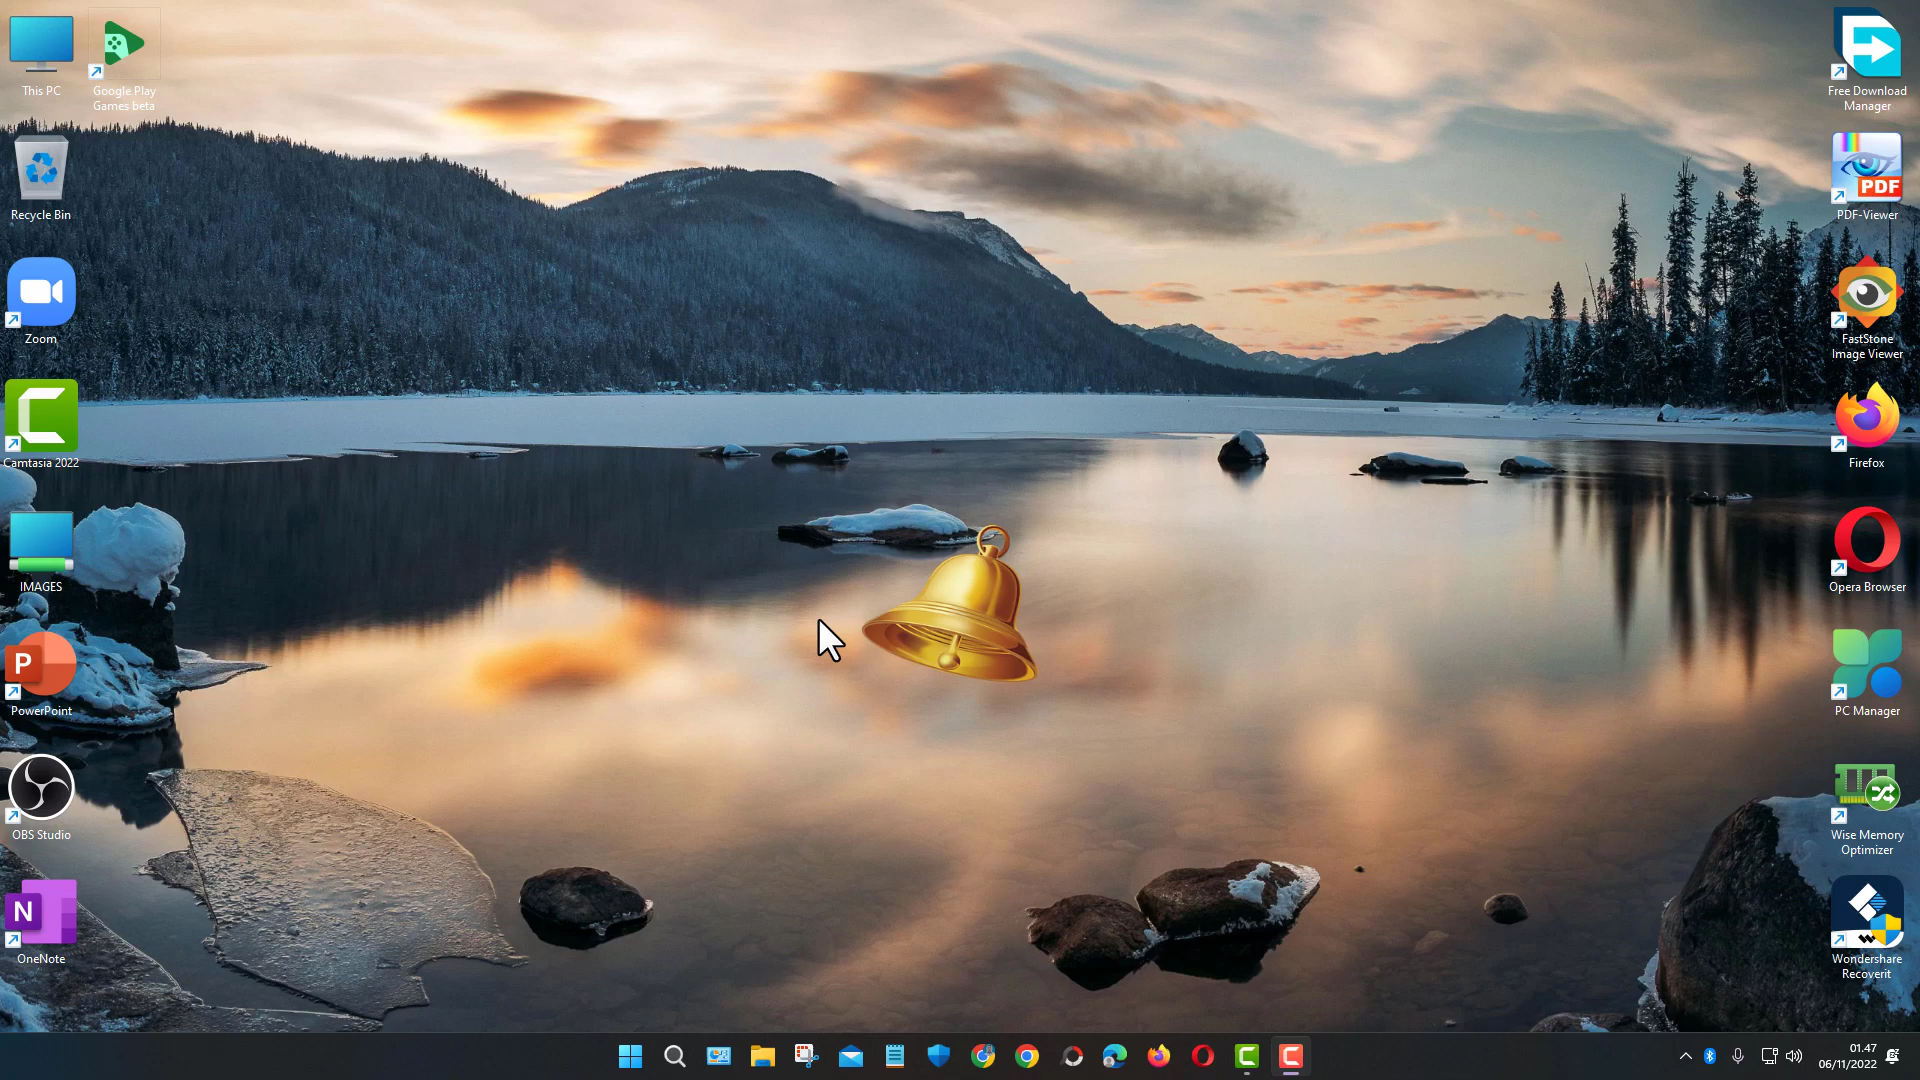 This PC
Google Play
Games beta
Recycle Bin
Zoom
Camtasia 2022
IMAGES
P
PowerPoint
OBS Studio
N
OneNote
Free Download
Manager
PDF
PDF-Viewer
FastStone
Image Viewer
Firefox
Opera Browser
PC Manager
Wise Memory
Optimizer
Wondershare
Recoverit
01.47
06/11/2022